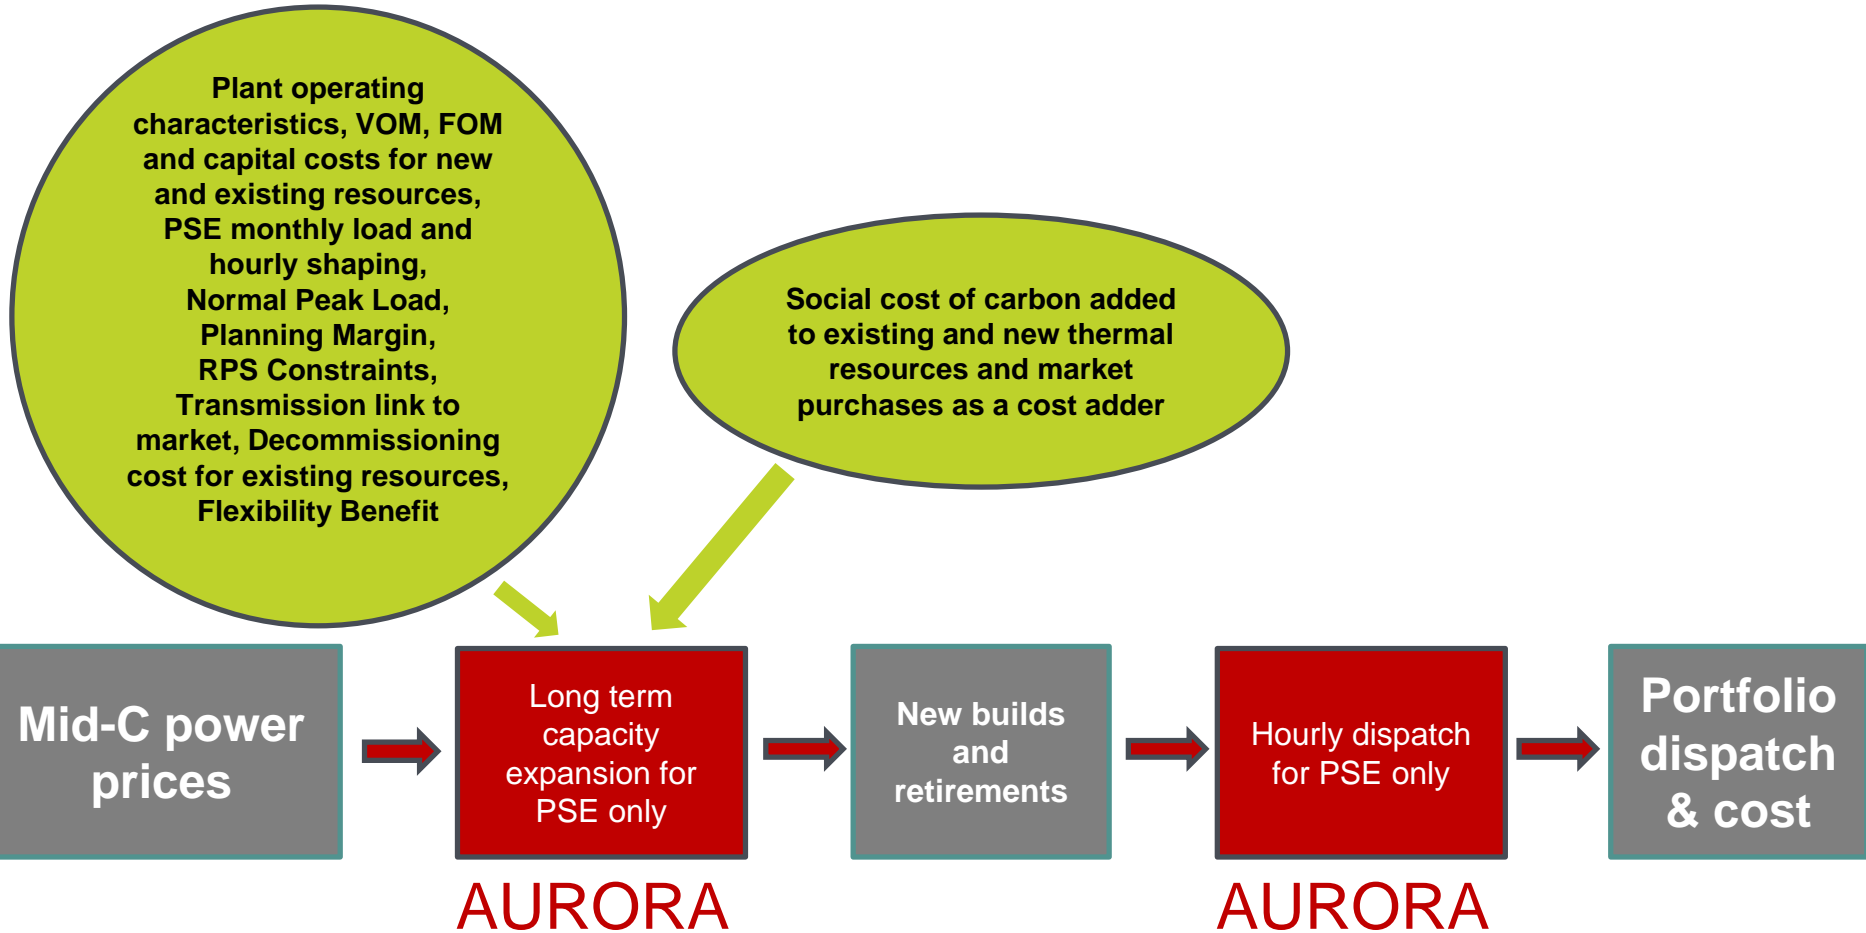 Plant operating
characteristics, VOM, FOM
and capital costs for new
and existing resources,
PSE monthly load and
hourly shaping,
Normal Peak Load,
Planning Margin,
RPS Constraints,
Transmission link to
market, Decommissioning
cost for existing resources,
Flexibility Benefit
Social cost of carbon added
to existing and new thermal
resources and market
purchases as a cost adder
Mid-C power
prices
Long term
capacity
expansion for
PSE only
New builds
and
retirements
Hourly dispatch
for PSE only
Portfolio
dispatch
& cost
AURORA
AURORA